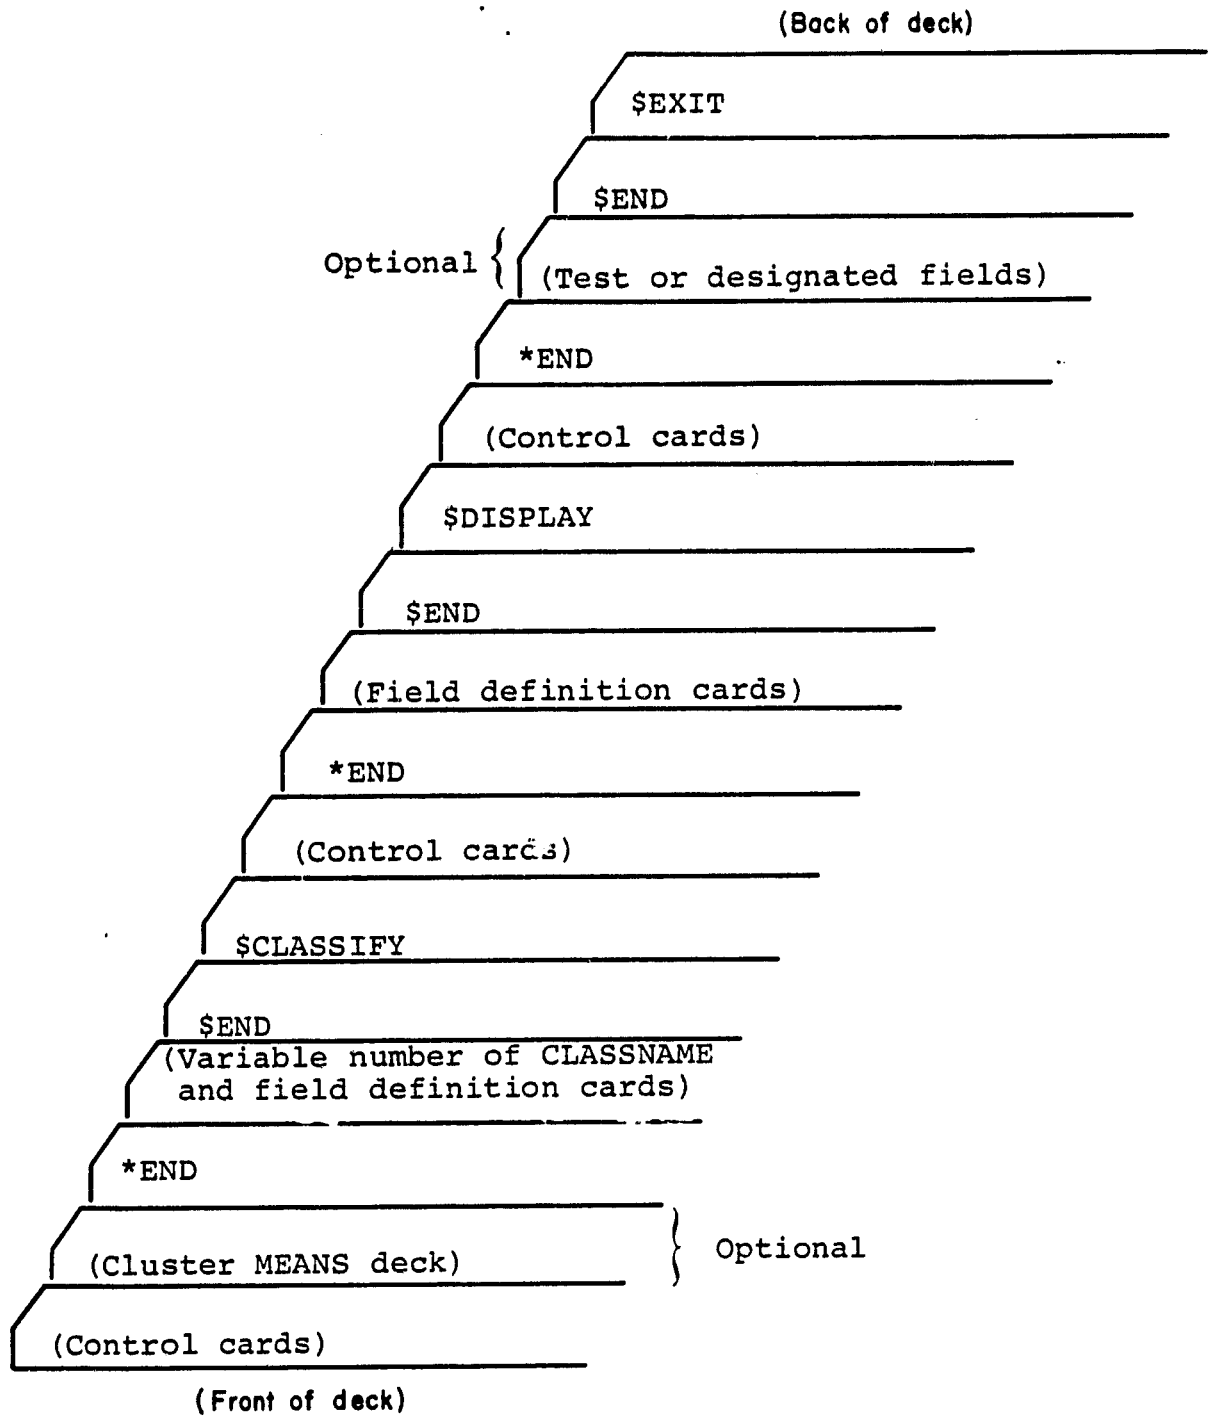 (Back of deck)
$EXIT
$END
Optional {
(Test or designated fields)
*END
(Control cards)
$DISPLAY
$END
(Field definition cards)
*END
(Control cards)
$CLASSIFY
$END
(Variable number of CLASSNAME
and field definition cards)
*END
(Cluster MEANS deck)
} Optional
(Control cards)
(Front of deck)